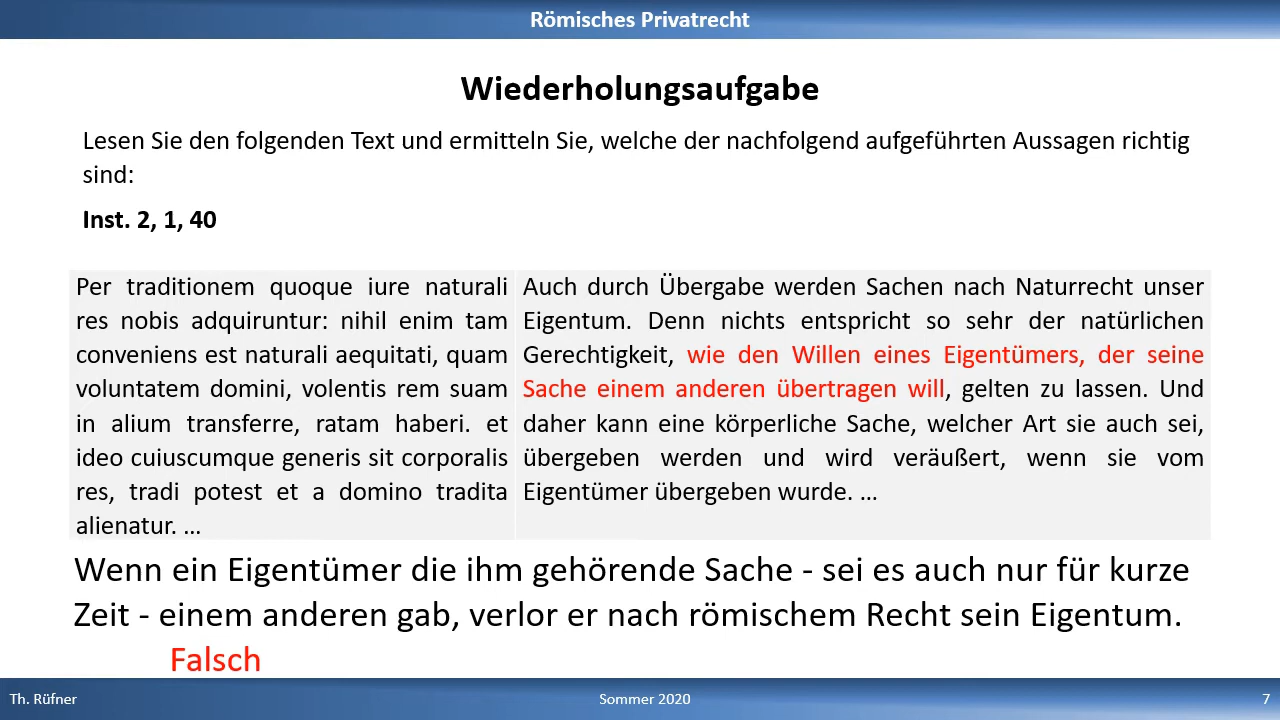 Römisches Privatrecht
Wiederholungsaufgabe
Lesen Sie den folgenden Text und ermitteln Sie, welche der nachfolgend aufgeführten Aussagen richtig
sind:
Inst. 2, 1, 40
Per traditionem quoque iure naturali
res nobis adquiruntur: nihil enim tam
conveniens est naturali aequitati, quam
voluntatem domini, volentis rem suam
in alium transferre, ratam haberi. et
ideo cuiuscumque generis sit corporalis
res, tradi potest et a domino tradita
alienatur. ...
Auch durch Übergabe werden Sachen nach Naturrecht unser
Eigentum. Denn nichts entspricht so sehr der natürlichen
Gerechtigkeit, wie den Willen eines Eigentümers, der seine
Sache einem anderen übertragen will, gelten zu lassen. Und
daher kann eine körperliche Sache, welcher Art sie auch sei,
übergeben werden und wird veräußert, wenn sie vom
Eigentümer übergeben wurde. ...
Wenn ein Eigentümer die ihm gehörende Sache - sei es auch nur für kurze
Zeit - einem anderen gab, verlor er nach römischem Recht sein Eigentum.
Falsch
Th. Rüfner
Sommer 2020
7